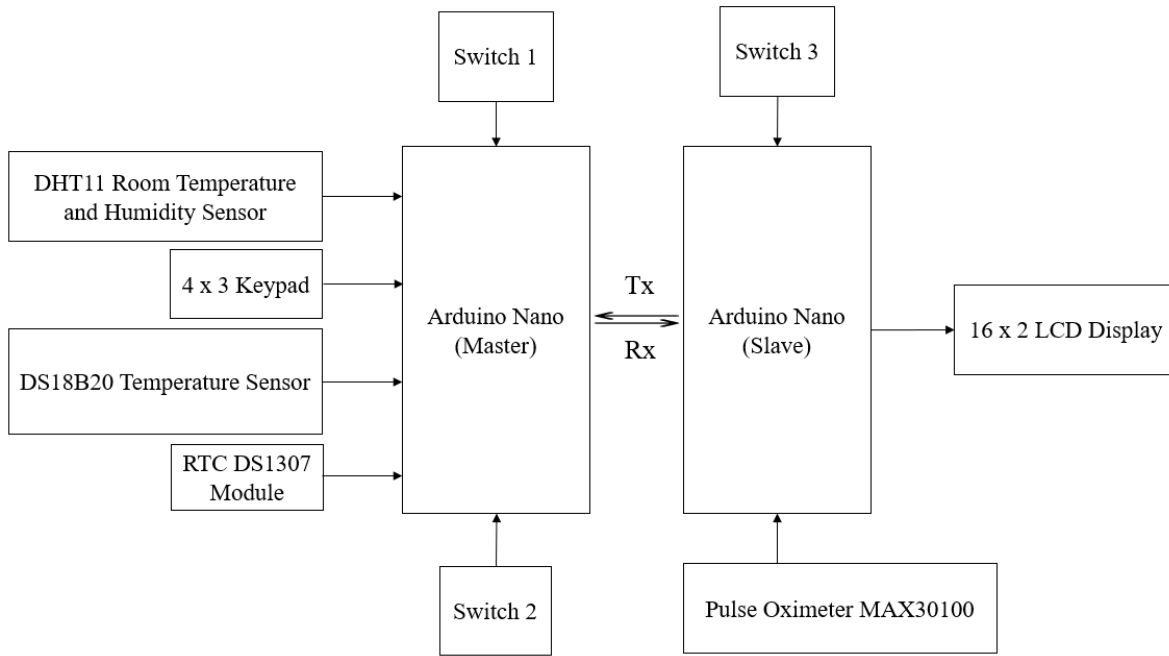 Switch 1
Switch 3
DHT11 Room Temperature
and Humidity Sensor
4 x 3 Keypad
DS18B20 Temperature Sensor
RTC DS1307
Module
Arduino Nano
(Master)
Tx
Rx
Arduino Nano
(Slave)
16 x 2 LCD Display
Switch 2
Pulse Oximeter MAX30100